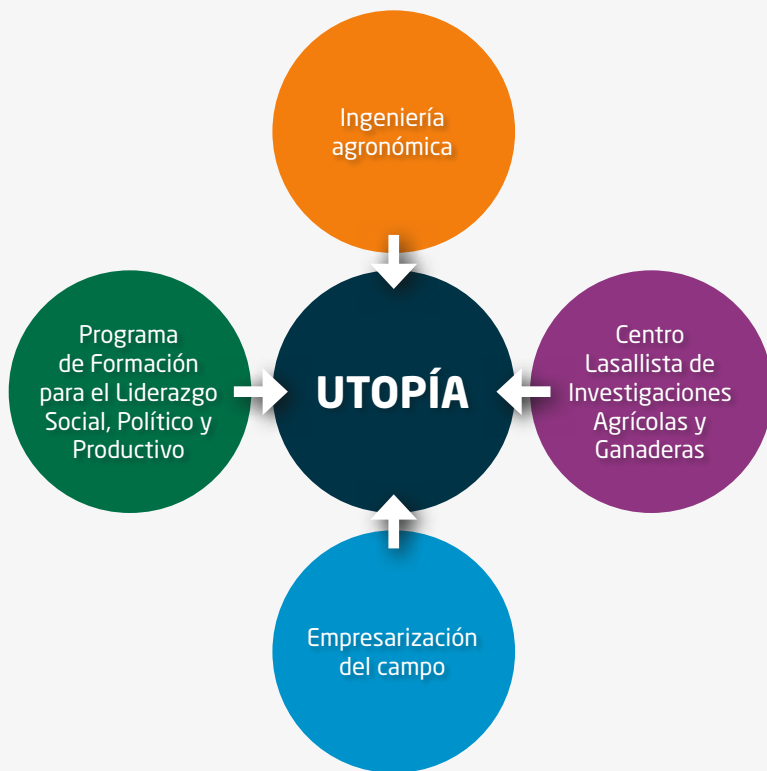 Ingeniería
agronómica
Programa
de Formación
para el Liderazgo
Social, Político y
Productivo
UTOPÍA
Centro
Lasallista de
Investigaciones
Agrícolas y
Ganaderas
Empresarización
del campo